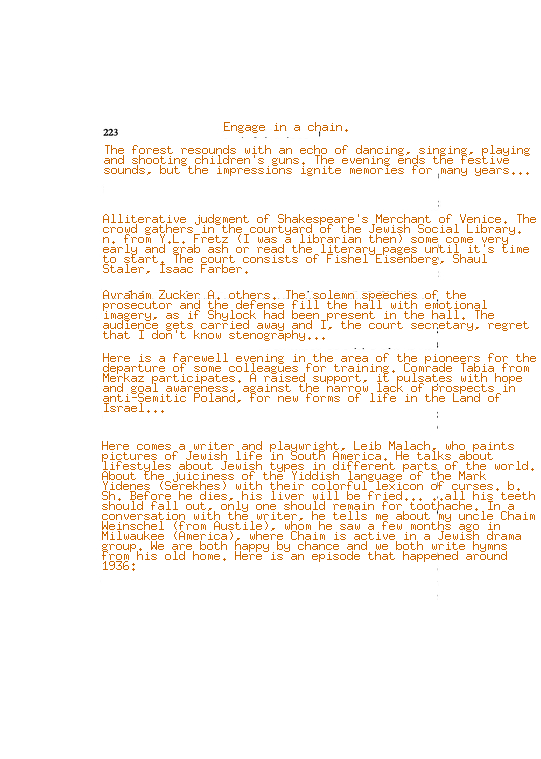 Engage in a chain.
223
The forest resounds with an echo of dancing, singing, playing
and shooting children's guns. The evening ends the festive
sounds, but the impressions ignite memories for many years...
Alliterative judgment of Shakespeare's Merchant of Venice. The
crowd gathers in the courtyard of the Jewish Social Library.
n. from Y.L. Fretz (I was a librarian then) some come very
early and grab ash or read the literary pages until it's time
to start. The court consists of Fishel Eisenberg, Shaul
Staler, Isaac Farber.
Avraham Zucker A. others. The solemn speeches of the
prosecutor and the defense fill the hall with emotional
imagery, as if Shylock had been present in the hall. The
audience gets carried away and I, the court secretary, regret
that I don't know stenography...
Here is a farewell evening in the area of the pioneers for the
departure of some colleagues for training. Comrade Tabia from
Merkaz participates. A raised support, it pulsates with hope
and goal awareness, against the narrow lack of prospects in
anti-Semitic Poland, for new forms of life in the Land of
Israel...
Here comes a writer and playwright, Leib Malach, who paints
pictures of Jewish life in South America. He talks about
lifestyles about Jewish types in different parts of the world.
About the juiciness of the Yiddish language of the Mark
Yidenes (Serekhes) with their colorful lexicon of curses. b.
Sh. Before he dies, his liver will be fried... ..all his teeth
should fall out, only one should remain for toothache. In a
conversation with the writer, he tells me about my uncle Chaim
Weinschel (from Austile), whom he saw a few months ago in
Milwaukee (America), where Chaim is active in a Jewish drama
group. We are both happy by chance and we both write hymns
from his old home. Here is an episode that happened around
1936: